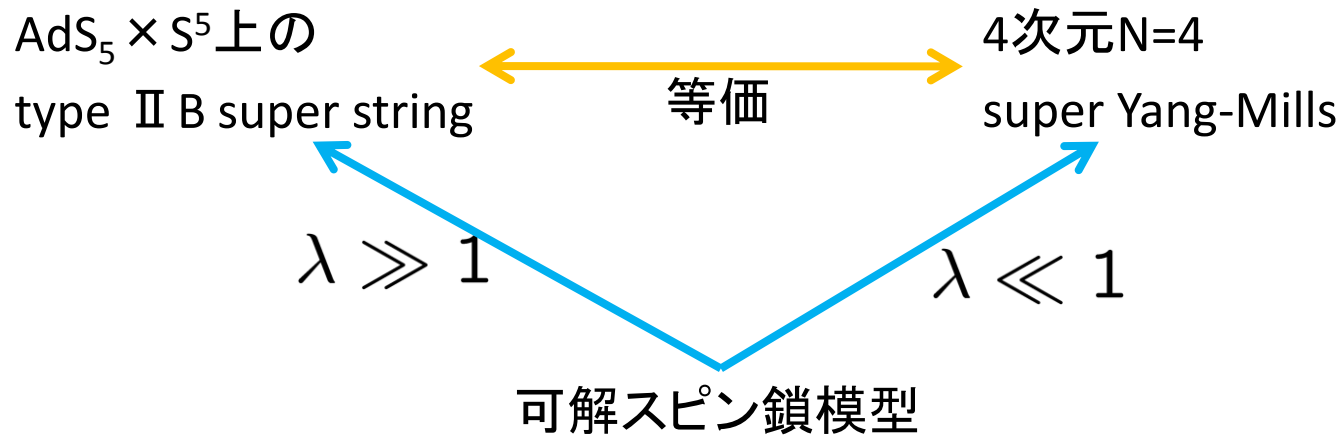 AdS₅×S⁵上の
type ⅡB super string
等価
4次元N=4
super Yang-Mills
λ ≫ 1
λ ≪ 1
可解スピン鎖模型